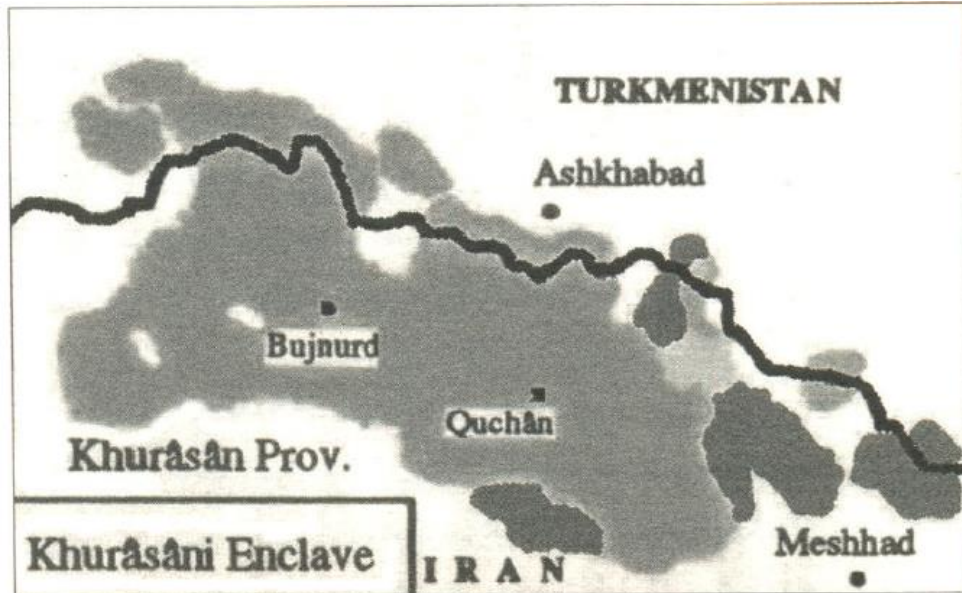 TURKMENISTAN
Ashkhabad
Bujnurd
Quchân
Khurâsân Prov.
Khurâsâni Enclave
IRAN
Meshhad